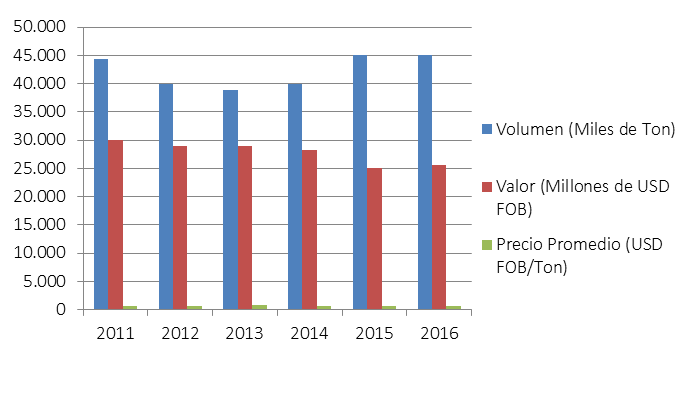 50.000
45.000
40.000
35.000
30.000
25.000
20.000
15.000
10.000
5.000
0
2011 2012 2013 2014 2015 2016
Volumen (Miles de Ton)
Valor (Millones de USD
FOB)
Precio Promedio (USD
FOB/Ton)